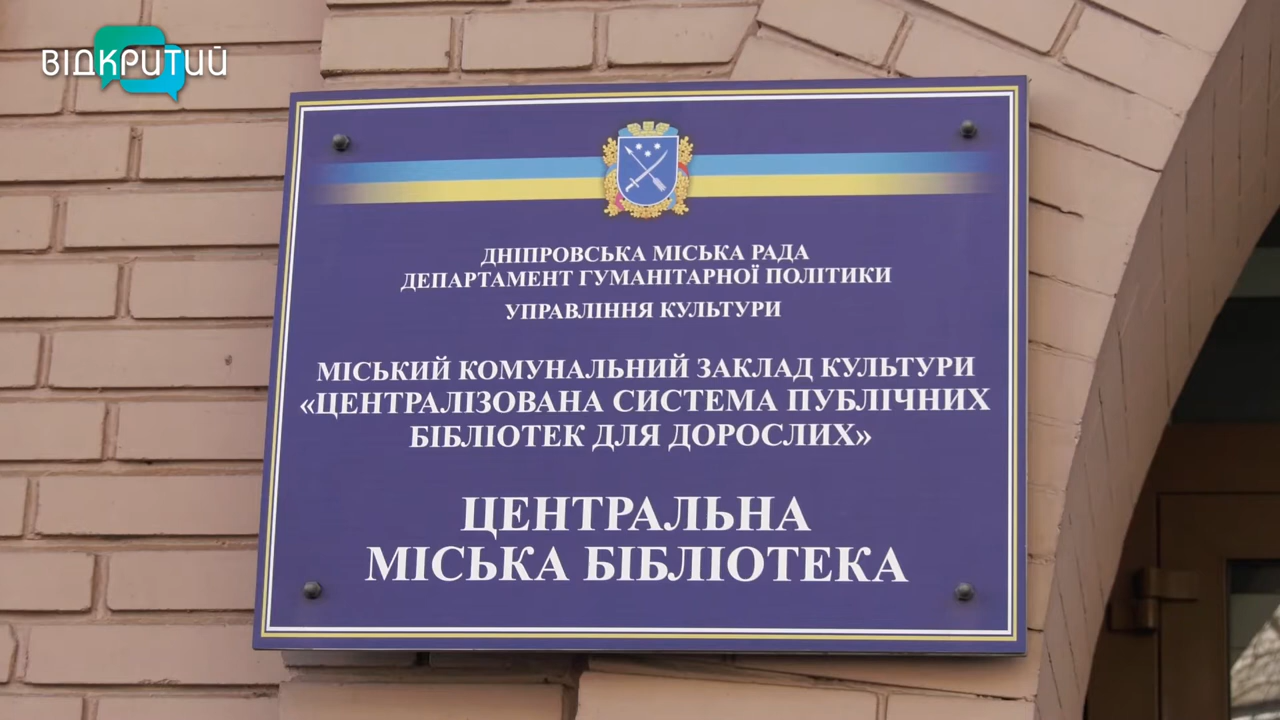 ВІДКРИТИЙ
ДНІПРОВСЬКА МІСЬКА РАДА
ДЕПАРТАМЕНТ ГУМАНІТАРНОЇ ПОЛІТИКИ
УПРАВЛІННЯ КУЛЬТУРИ
МІСЬКИЙ КОМУНАЛЬНИЙ ЗАКЛАД КУЛЬТУРИ
«ЦЕНТРАЛІЗОВАНА СИСТЕМА ПУБЛІЧНИХ
БІБЛІОТЕК ДЛЯ ДОРОСЛИХ»
ЦЕНТРАЛЬНА
МІСЬКА БІБЛІОТЕКА